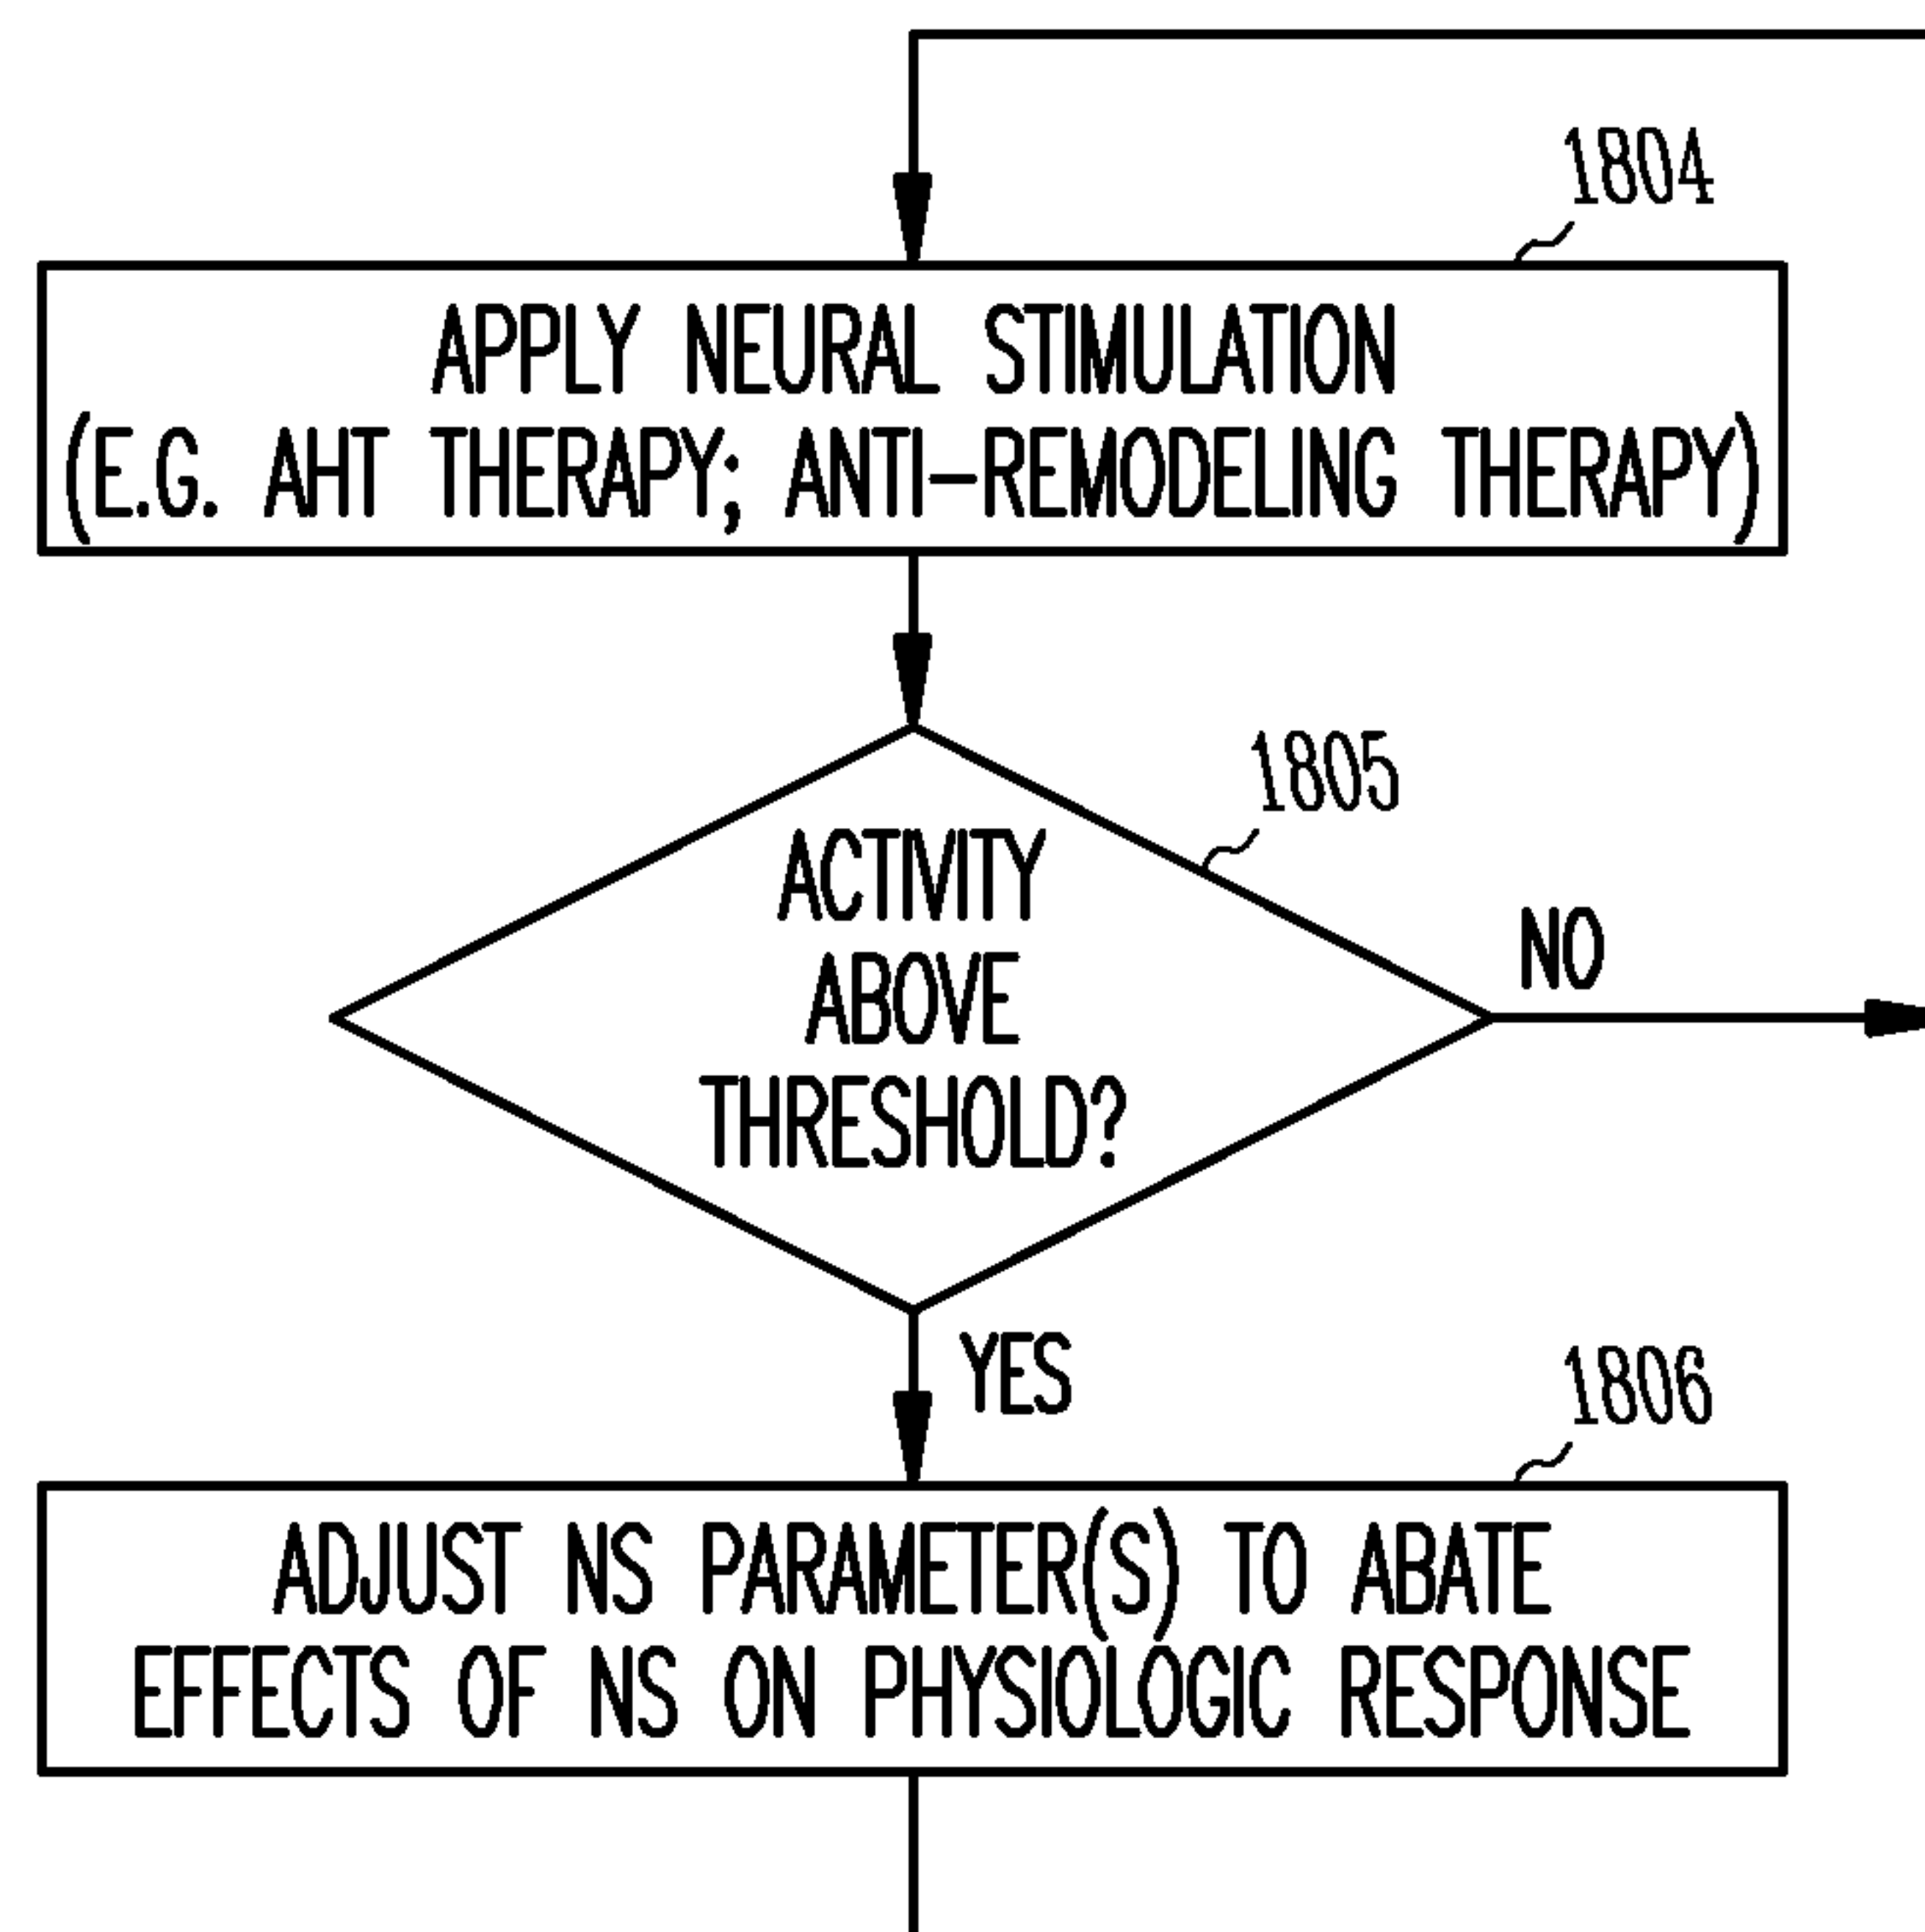 1804
APPLY NEURAL STIMULATION
(E.G. AHT THERAPY; ANTI-REMODELING THERAPY)
1805
ACTIVITY
ABOVE
THRESHOLD?
NO
YES
1806
ADJUST NS PARAMETER(S) TO ABATE
EFFECTS OF NS ON PHYSIOLOGIC RESPONSE